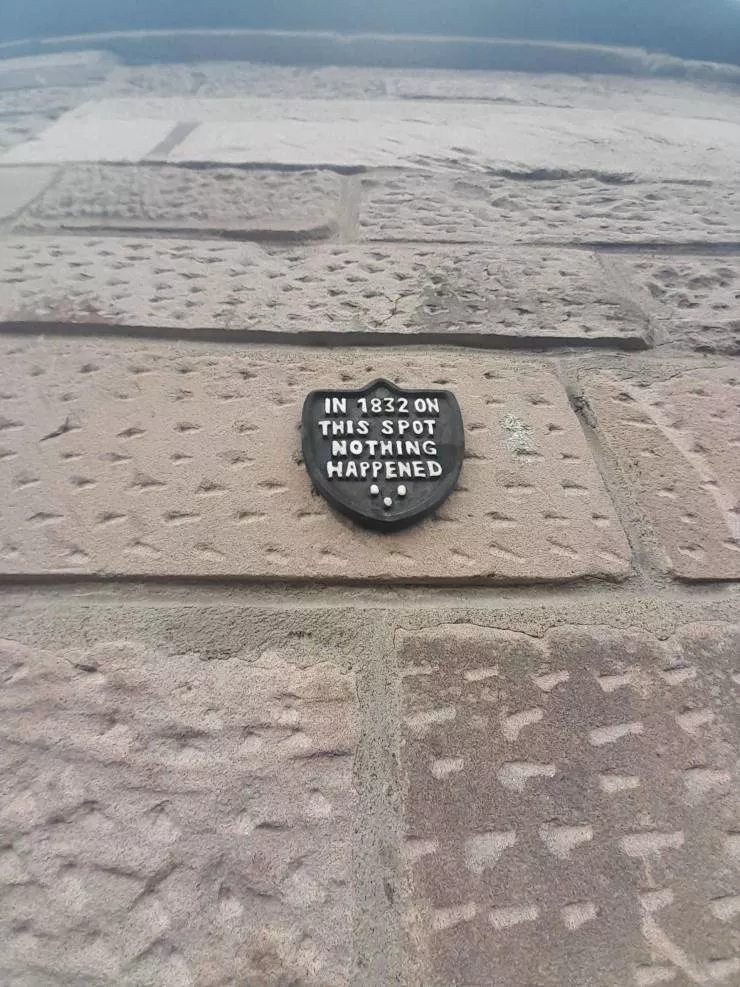 IN 1832 ON
THIS SPOT
NOTHING
HAPPENED